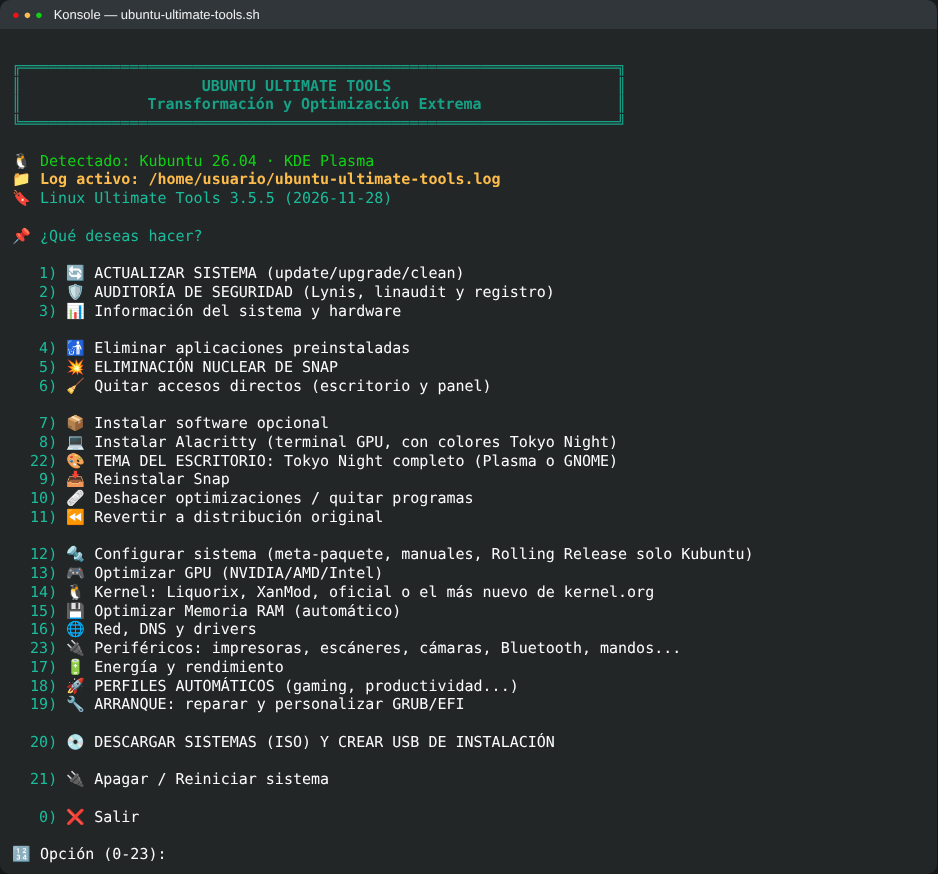 Konsole — ubuntu-ultimate-tools.sh
UBUNTU ULTIMATE TOOLS
Transformación y Optimización Extrema
Detectado: Kubuntu 26.04 · KDE Plasma
Log activo: /home/usuario/ubuntu-ultimate-tools.log
Linux Ultimate Tools 3.5.5 (2026-11-28)
¿Qué deseas hacer?
1) ACTUALIZAR SISTEMA (update/upgrade/clean)
2) AUDITORÍA DE SEGURIDAD (Lynis, linaudit y registro)
3) Información del sistema y hardware
4) Eliminar aplicaciones preinstaladas
5) ELIMINACIÓN NUCLEAR DE SNAP
6) Quitar accesos directos (escritorio y panel)
7) Instalar software opcional
8) Instalar Alacritty (terminal GPU, con colores Tokyo Night)
22) TEMA DEL ESCRITORIO: Tokyo Night completo (Plasma o GNOME)
9) Reinstalar Snap
10) Deshacer optimizaciones / quitar programas
11) Revertir a distribución original
12) Configurar sistema (meta-paquete, manuales, Rolling Release solo Kubuntu)
13) Optimizar GPU (NVIDIA/AMD/Intel)
14) Kernel: Liquorix, XanMod, oficial o el más nuevo de kernel.org
15) Optimizar Memoria RAM (automático)
16) Red, DNS y drivers
23) Periféricos: impresoras, escáneres, cámaras, Bluetooth, mandos...
17) Energía y rendimiento
18) PERFILES AUTOMÁTICOS (gaming, productividad...)
19) ARRANQUE: reparar y personalizar GRUB/EFI
20) DESCARGAR SISTEMAS (ISO) Y CREAR USB DE INSTALACIÓN
21) Apagar / Reiniciar sistema
0) Salir
Opción (0-23):